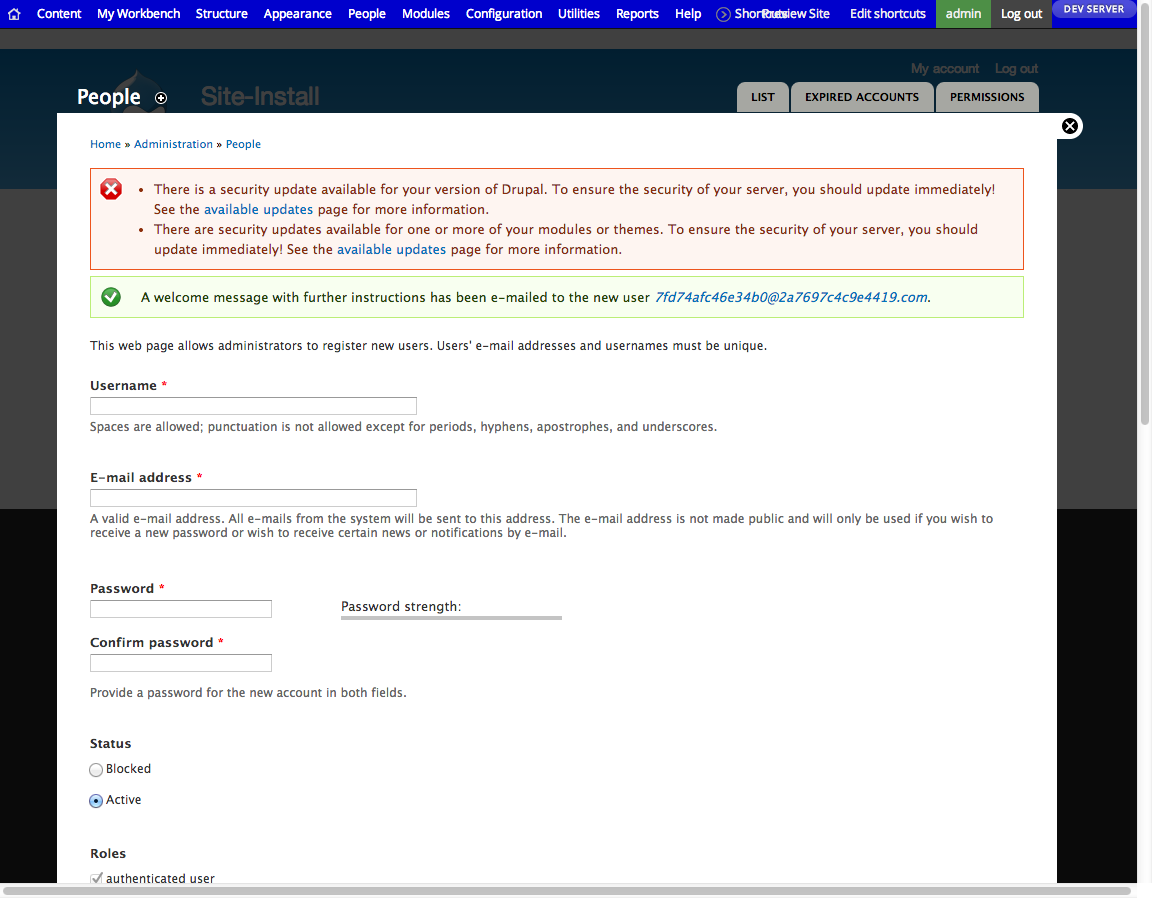 Content My Workbench Structure Appearance People Modules Configuration Utilities Reports Help Shortcuts Preview Site Edit shortcuts admin Log out DEV SERVER
My account Log out
People Site-Install LIST EXPIRED ACCOUNTS PERMISSIONS
Home » Administration » People
• There is a security update available for your version of Drupal. To ensure the security of your server, you should update immediately!
See the available updates page for more information.
• There are security updates available for one or more of your modules or themes. To ensure the security of your server, you should
update immediately! See the available updates page for more information.
A welcome message with further instructions has been e-mailed to the new user 7fd74afc46e34b0@2a7697c4c9e4419.com.
This web page allows administrators to register new users. Users' e-mail addresses and usernames must be unique.
Username *
Spaces are allowed; punctuation is not allowed except for periods, hyphens, apostrophes, and underscores.
E-mail address *
A valid e-mail address. All e-mails from the system will be sent to this address. The e-mail address is not made public and will only be used if you wish to
receive a new password or wish to receive certain news or notifications by e-mail.
Password *
Password strength:
Confirm password *
Provide a password for the new account in both fields.
Status
Blocked
Active
Roles
authenticated user